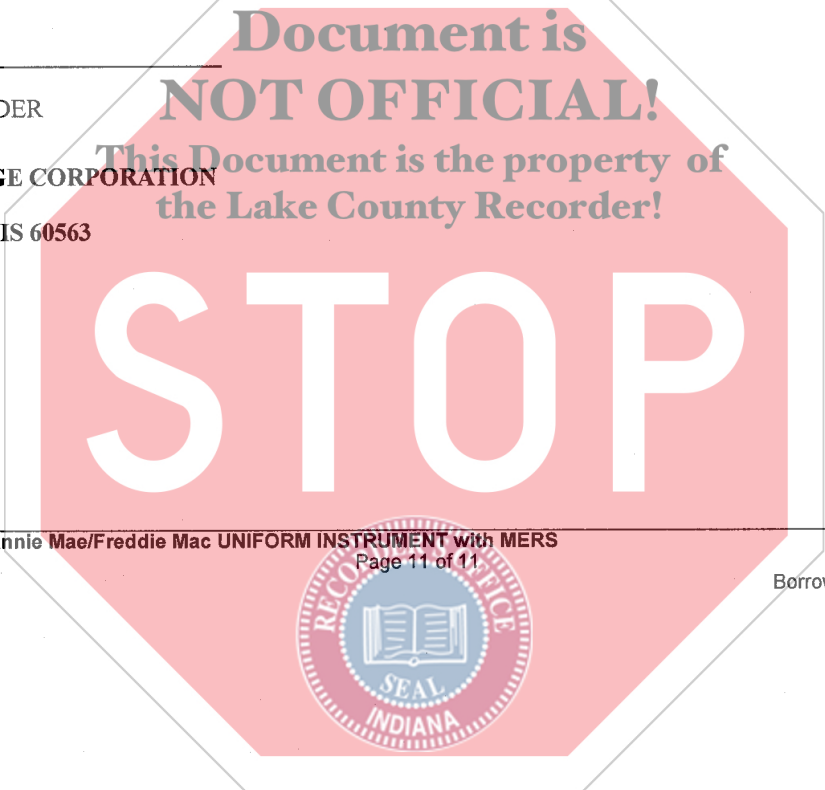 Document is
NOT OFFICIAL!
DER
This Document is the property of
GE CORPORATION
the Lake County Recorder!
IS 60563
STOP
nnie Mae/Freddie Mac UNIFORM INSTRUMENT with MERS
Page 11 of 11
Borrow
RECORDER'S OFFICE
SEAL
INDIANA